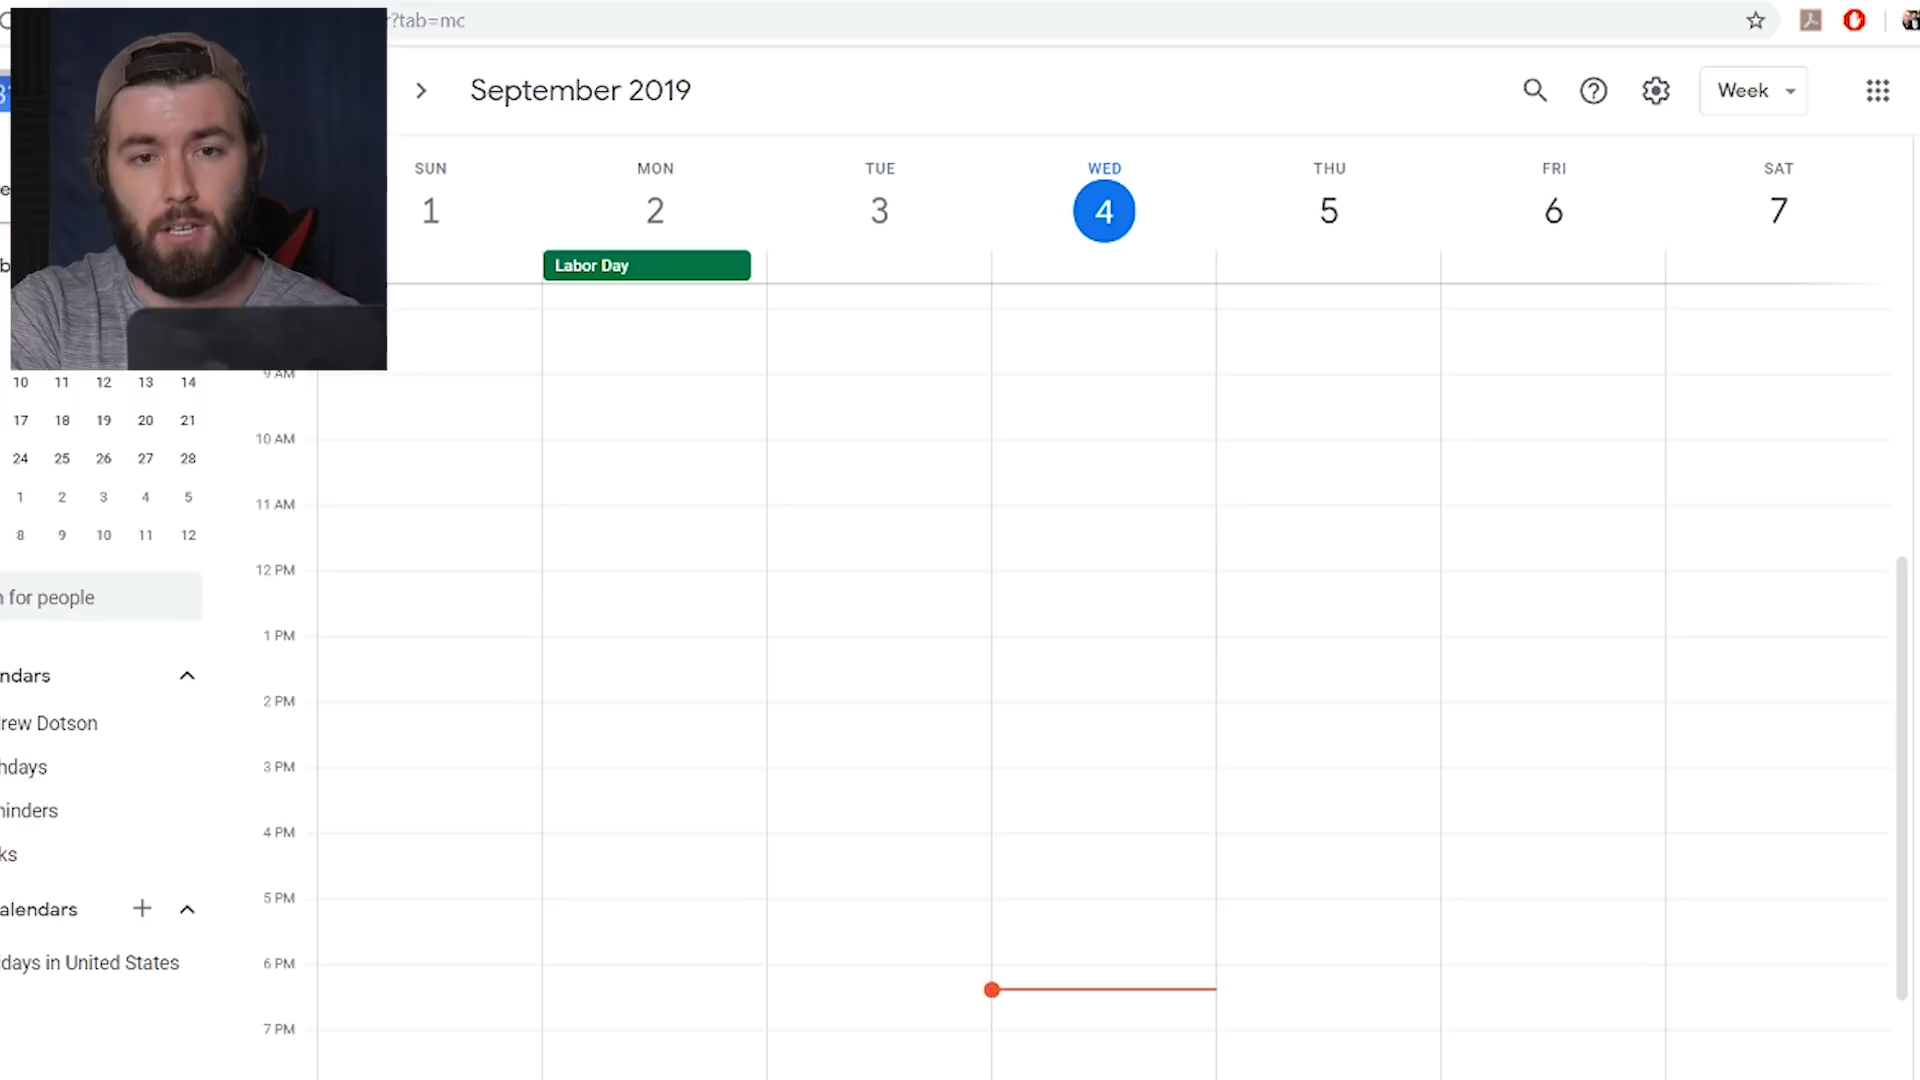 r?tab=mc
September 2019
Week
SUN
MON
TUE
WED
THU
FRI
SAT
1
2
3
4
5
6
7
Labor Day
9 AM
10 11 12 13 14
17 18 19 20 21
10 AM
24 25 26 27 28
1 2 3 4 5
11 AM
8 9 10 11 12
12 PM
for people
1 PM
ndars
2 PM
rew Dotson
hdays
3 PM
ninders
4 PM
ks
5 PM
alendars
6 PM
idays in United States
7 PM